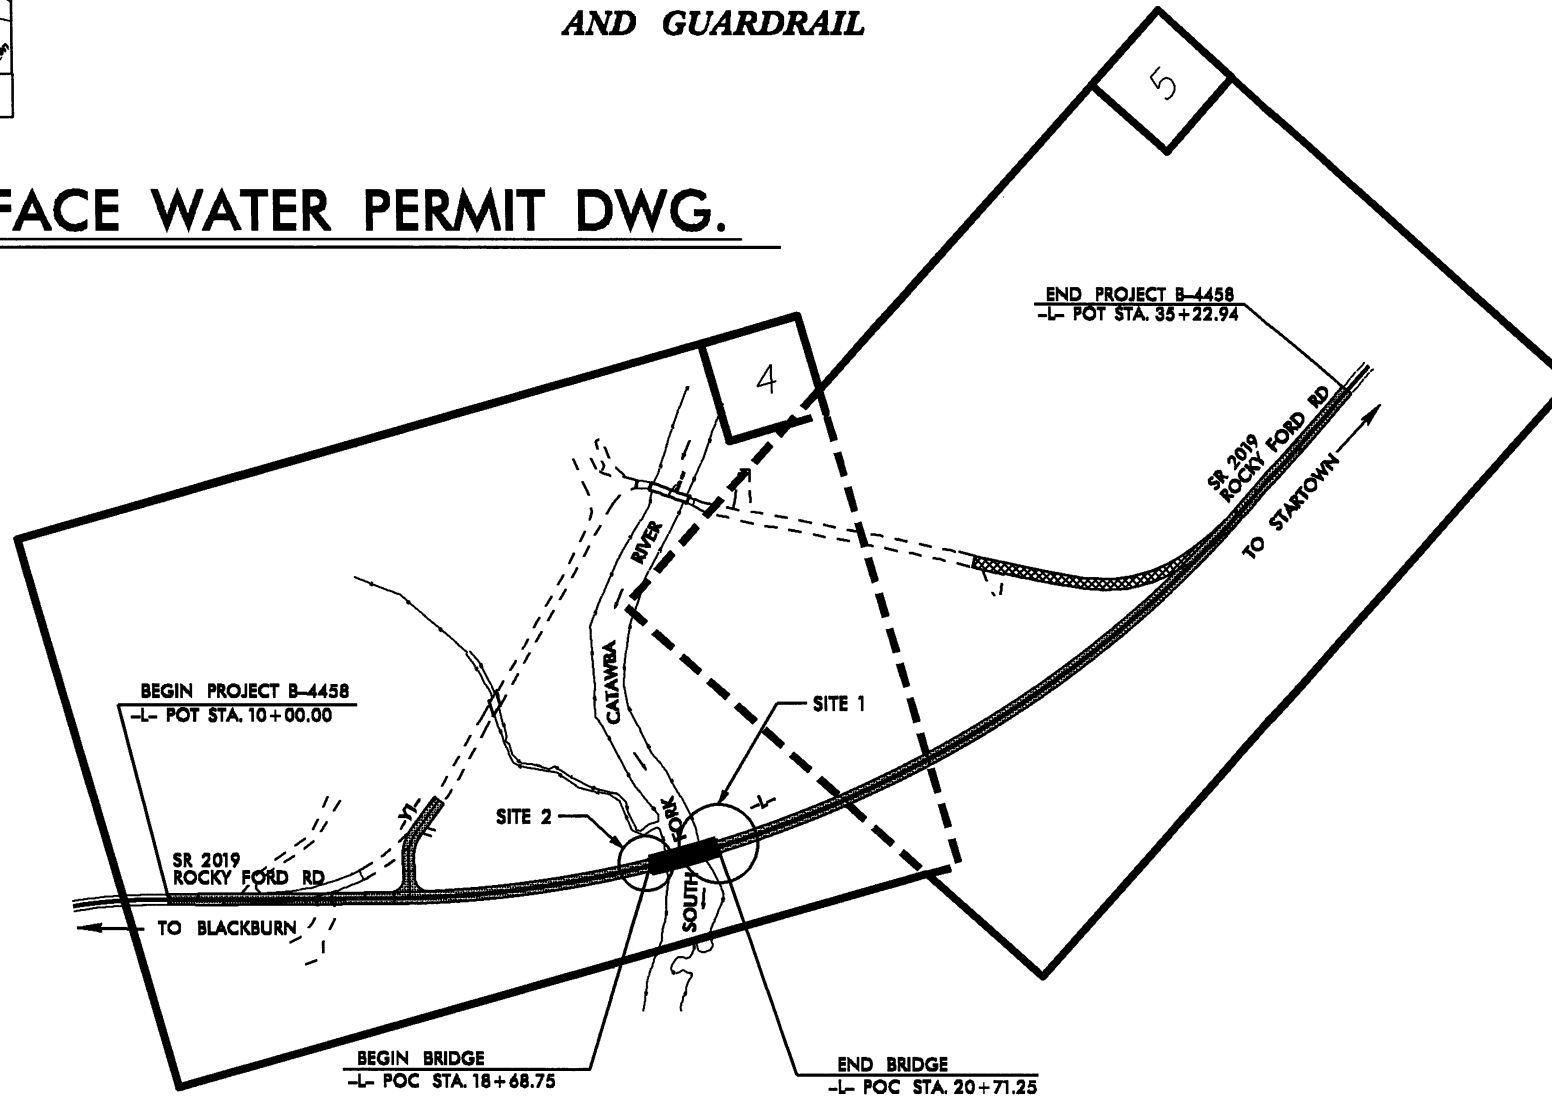 AND GUARDRAIL
FACE WATER PERMIT DWG.
5
END PROJECT B-4458
-L- POT STA. 35+22.94
4
SR 2019
ROCKY FORD RD
TO STARTOWN
RIVER
CATAWBA
FORK
SOUTH
BEGIN PROJECT B-4458
-L- POT STA. 10+00.00
SITE 1
-L-
SITE 2
-Y1-
SR 2019
ROCKY FORD RD
TO BLACKBURN
BEGIN BRIDGE
-L- POC STA. 18+68.75
END BRIDGE
-L- POC STA. 20+71.25